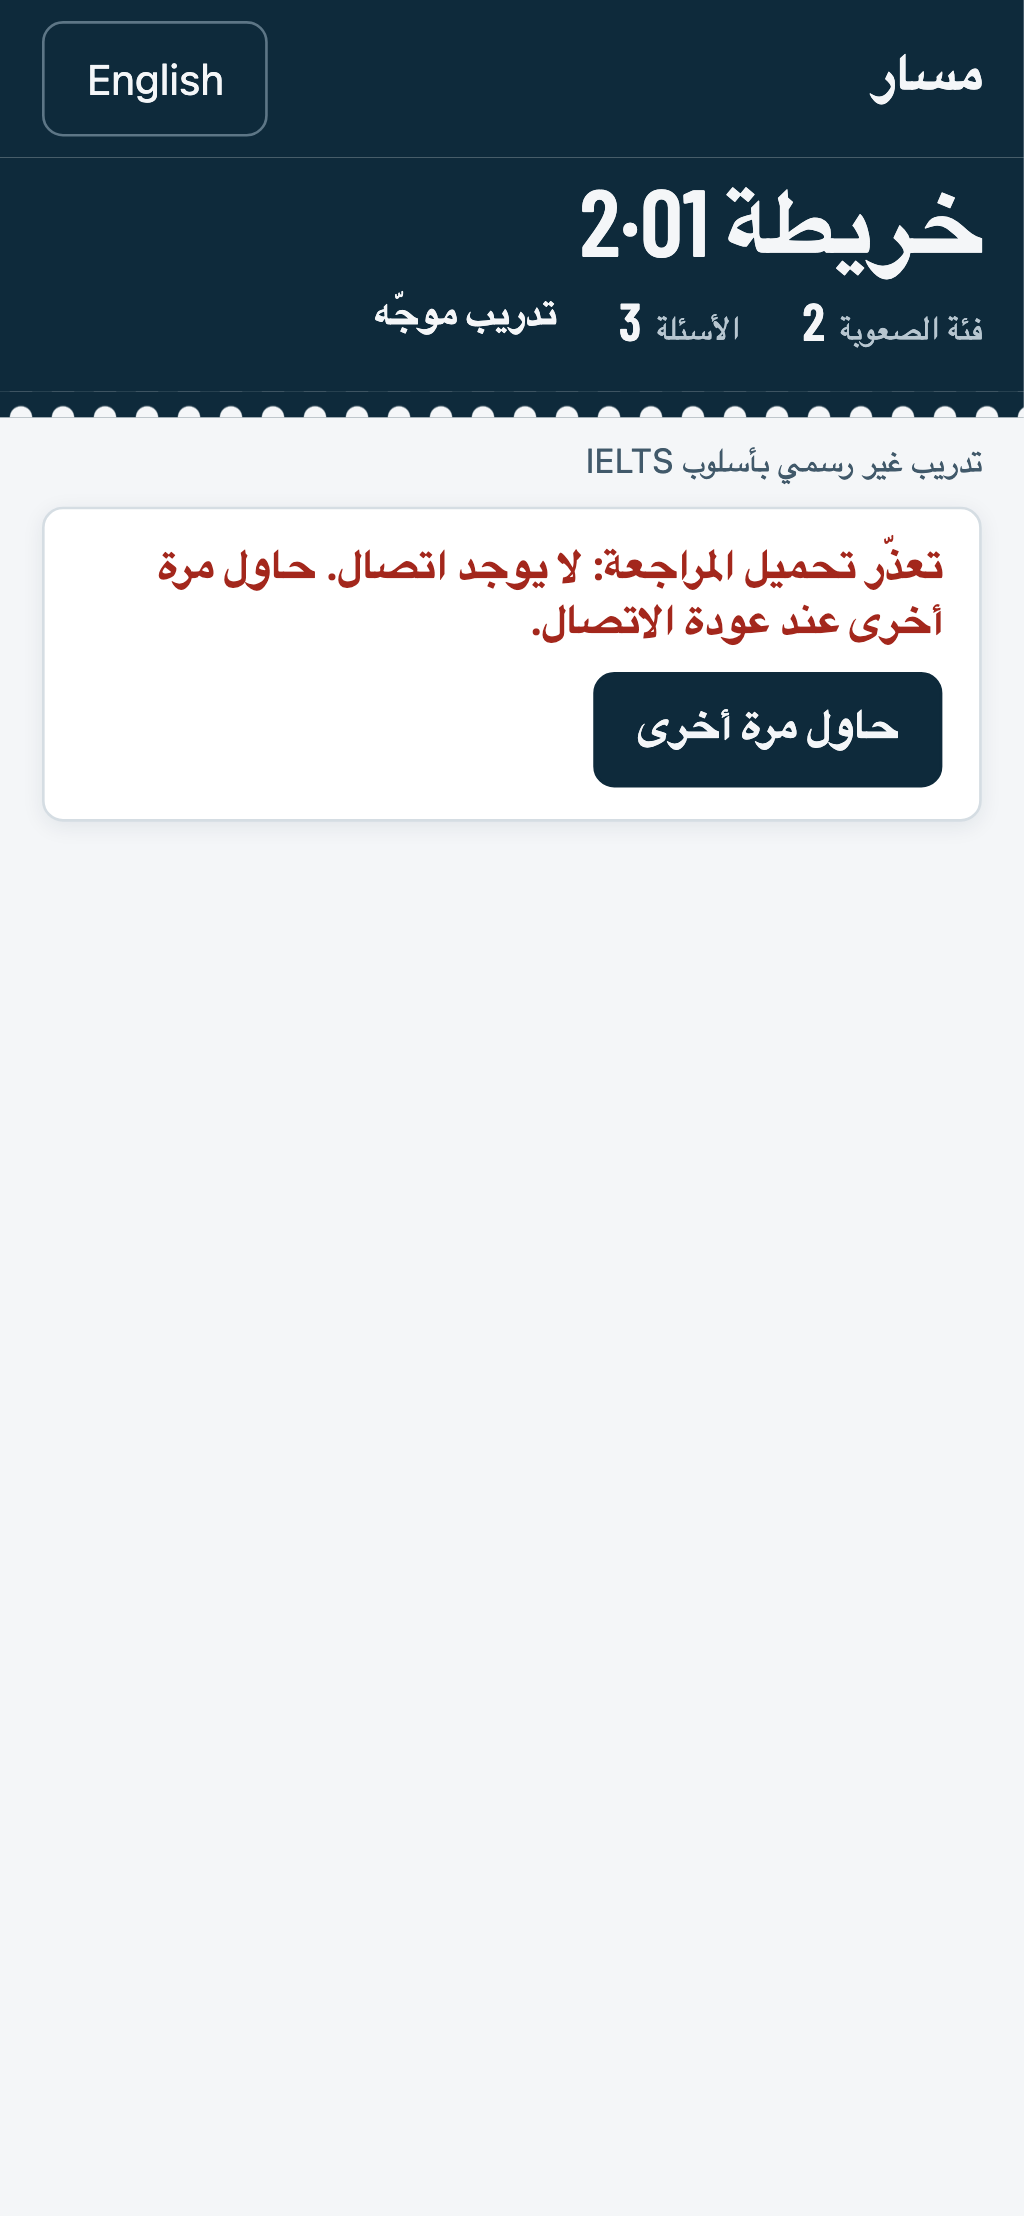 مسار
English
خريطة 2·01
فئة الصعوبة 2 الأسئلة 3 تدريب موجّه
تدريب غير رسمي بأسلوب IELTS
تعذّر تحميل المراجعة: لا يوجد اتصال. حاول مرة
أخرى عند عودة الاتصال.
حاول مرة أخرى